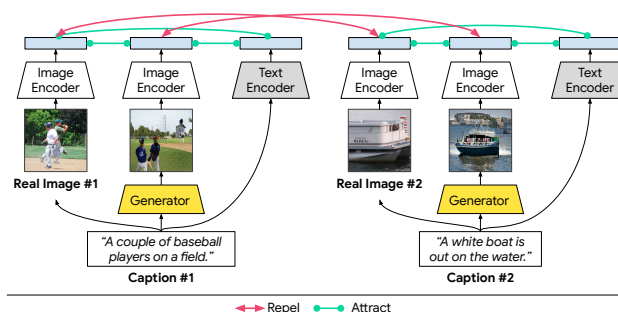 Image
Encoder
Image
Encoder
Text
Encoder
Image
Encoder
Image
Encoder
Text
Encoder
Real Image #1
Real Image #2
Generator
Generator
"A couple of baseball
players on a field."
"A white boat is
out on the water."
Caption #1
Caption #2
Repel
Attract